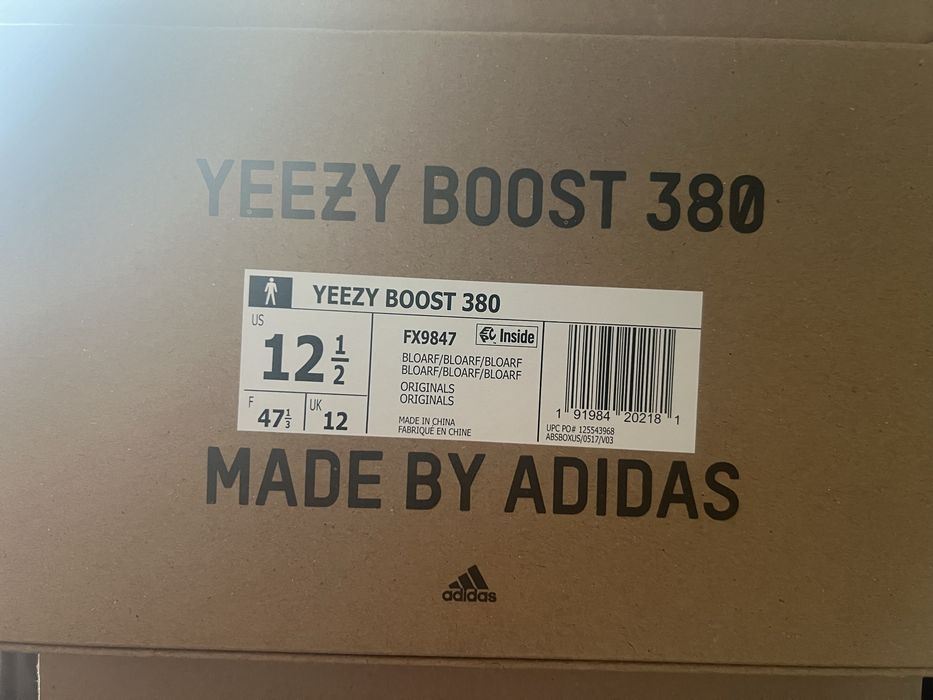 YEEZY BOOST 380
YEEZY BOOST 380
US
12 1/2
F
47 1/3
UK
12
FX9847
Inside
BLOARF/BLOARF/BLOARF
BLOARF/BLOARF/BLOARF
ORIGINALS
ORIGINALS
MADE IN CHINA
FABRIQUÉ EN CHINE
1 91984 20218 1
UPC PO# 125543968
ABSBOXUS/0517/V03
MADE BY ADIDAS
adidas